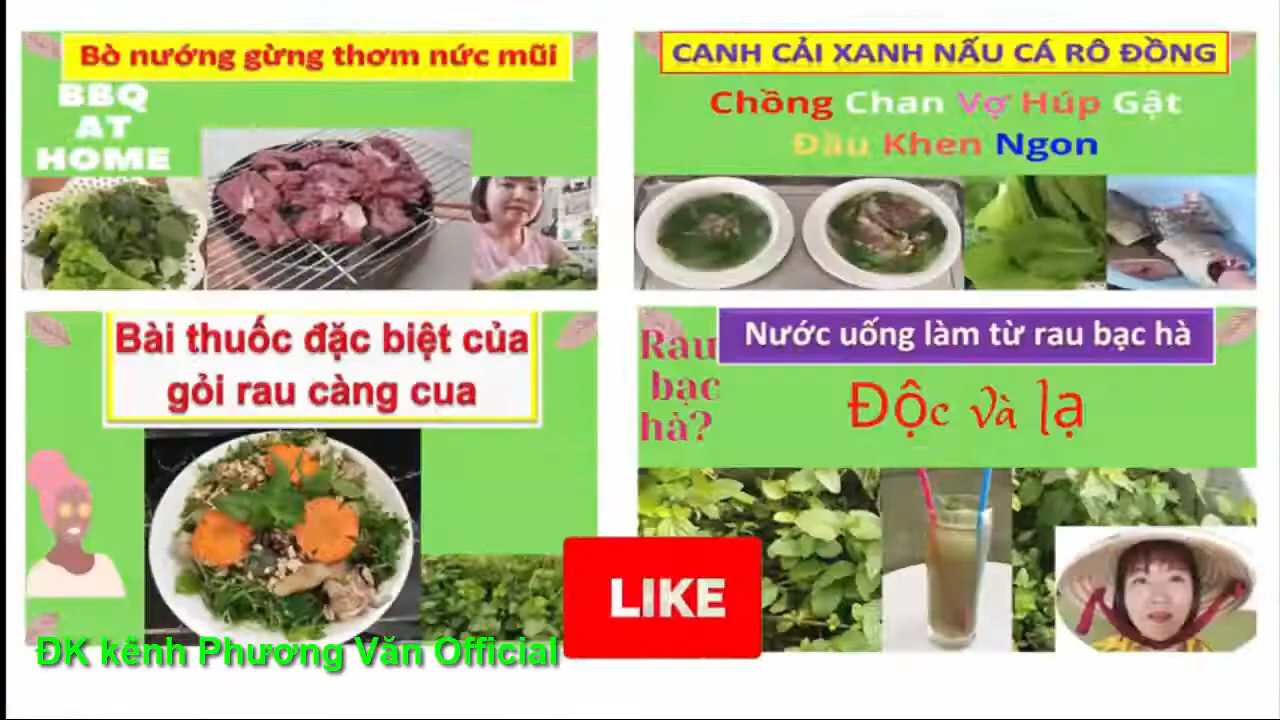 Bò nướng gừng thơm nức mũi
BBQ
AT
HOME
CANH CẢI XANH NẤU CÁ RÔ ĐỒNG
Chồng Chan Vợ Húp Gật
Đầu Khen Ngon
Bài thuốc đặc biệt của
gỏi rau càng cua
Rau
bạc
hà?
Nước uống làm từ rau bạc hà
Độc và lạ
LIKE
ĐK kênh Phương Văn Official